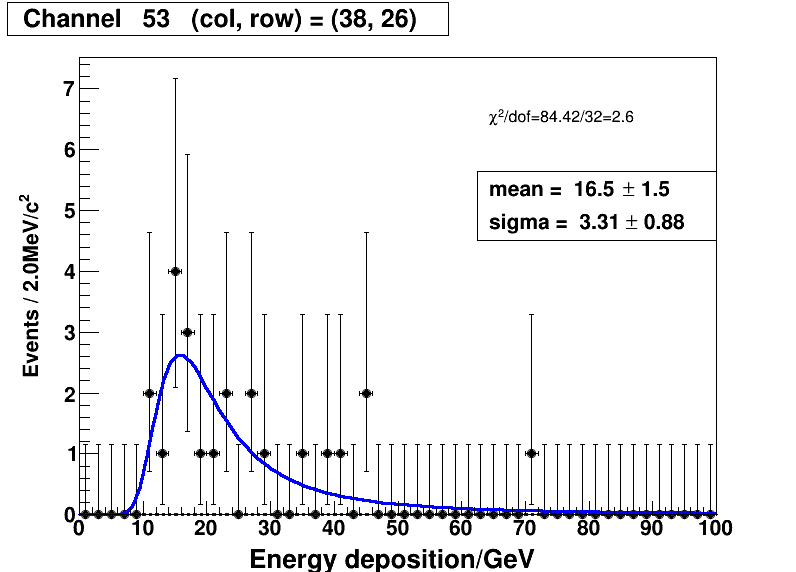 Channel 53 (col, row) = (38, 26)
χ²/dof=84.42/32=2.6
mean = 16.5 ± 1.5
sigma = 3.31 ± 0.88
Events / 2.0MeV/c²
7
6
5
4
3
2
1
0
0 10 20 30 40 50 60 70 80 90 100
Energy deposition/GeV